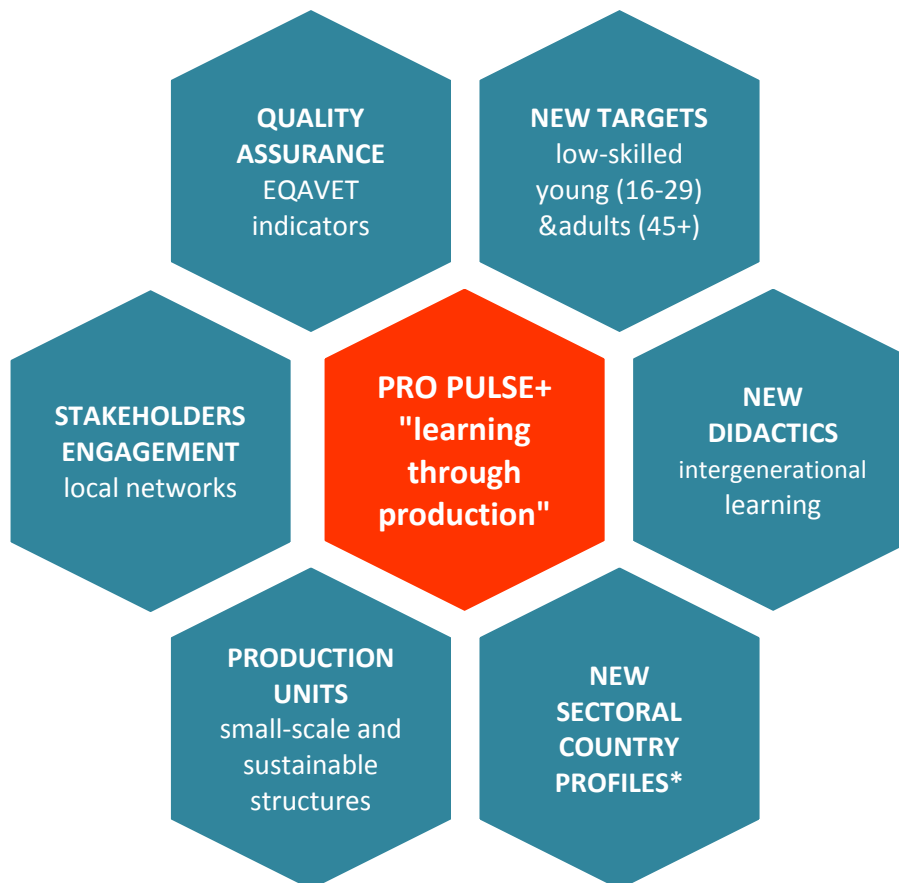 QUALITY
ASSURANCE
EQAVET
indicators
NEW TARGETS
low-skilled
young (16-29)
&adults (45+)
STAKEHOLDERS
ENGAGEMENT
local networks
PRO PULSE+
"learning
through
production"
NEW
DIDACTICS
intergenerational
learning
PRODUCTION
UNITS
small-scale and
sustainable
structures
NEW
SECTORAL
COUNTRY
PROFILES*